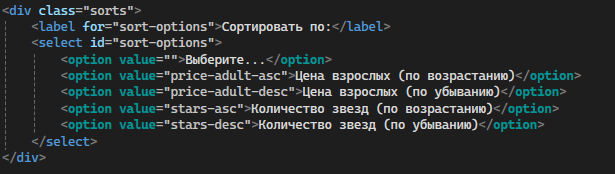 <div class="sorts">
<label for="sort-options">Сортировать по:</label>
<select id="sort-options">
<option value="">Выберите...</option>
<option value="price-adult-asc">Цена взрослых (по возрастанию)</option>
<option value="price-adult-desc">Цена взрослых (по убыванию)</option>
<option value="stars-asc">Количество звезд (по возрастанию)</option>
<option value="stars-desc">Количество звезд (по убыванию)</option>
</select>
</div>